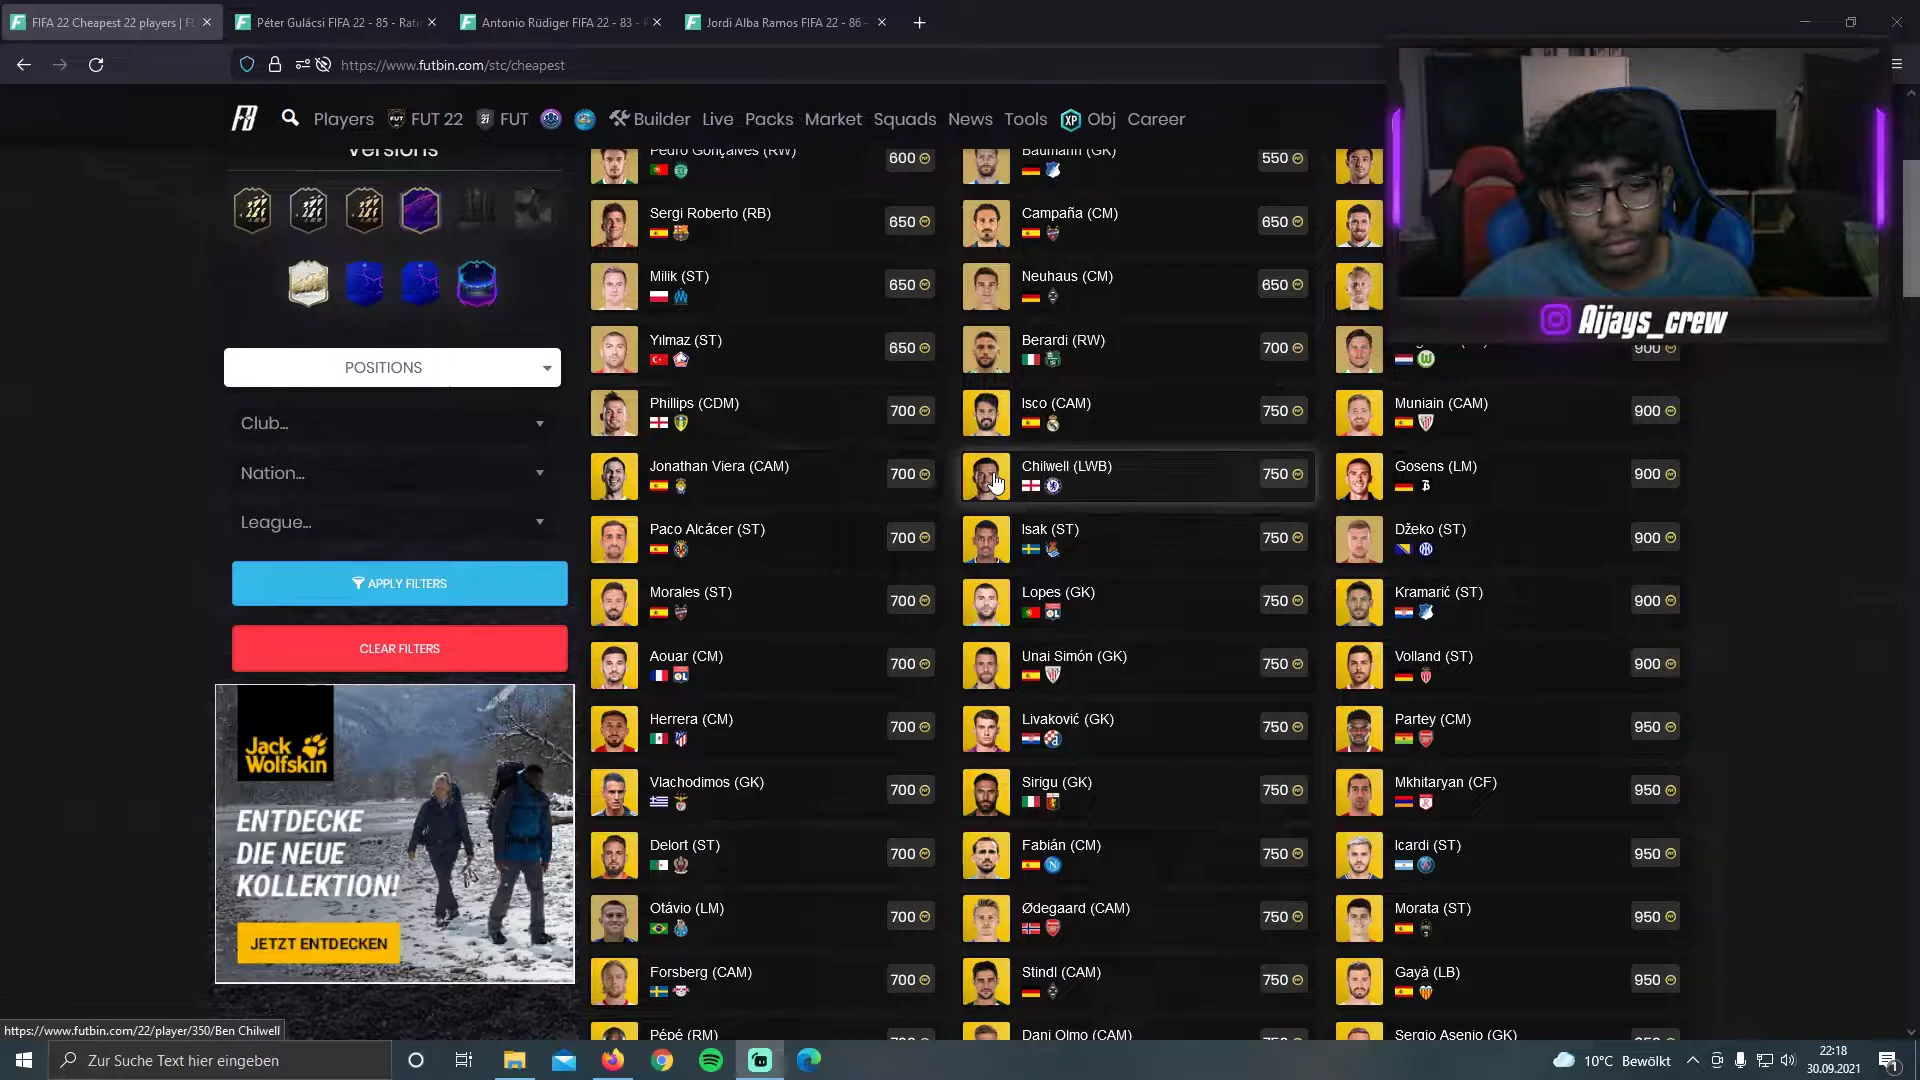 FIFA 22 Cheapest 22 players | F
Péter Gulácsi FIFA 22 - 85 - Rat
Antonio Rüdiger FIFA 22 - 83 - R
Jordi Alba Ramos FIFA 22 - 86 -
https://www.futbin.com/stc/cheapest
Players
FUT 22
FUT
Builder
Live
Packs
Market
Squads
News
Tools
Obj
Career
Versions
POSITIONS
Club...
Nation...
League...
APPLY FILTERS
CLEAR FILTERS
Jack
Wolfskin
ENTDECKE
DIE NEUE
KOLLEKTION!
JETZT ENTDECKEN
Pedro Gonçalves (RW)
600
Sergi Roberto (RB)
650
Milik (ST)
650
Yılmaz (ST)
650
Phillips (CDM)
700
Jonathan Viera (CAM)
700
Paco Alcácer (ST)
700
Morales (ST)
700
Aouar (CM)
700
Herrera (CM)
700
Vlachodimos (GK)
700
Delort (ST)
700
Otávio (LM)
700
Forsberg (CAM)
700
Pépé (RM)
Baumann (GK)
550
Campaña (CM)
650
Neuhaus (CM)
650
Berardi (RW)
700
Isco (CAM)
750
Chilwell (LWB)
750
Isak (ST)
750
Lopes (GK)
750
Unai Simón (GK)
750
Livaković (GK)
750
Sirigu (GK)
750
Fabián (CM)
750
Ødegaard (CAM)
750
Stindl (CAM)
750
Dani Olmo (CAM)
900
Muniain (CAM)
900
Gosens (LM)
900
Džeko (ST)
900
Kramarić (ST)
900
Volland (ST)
900
Partey (CM)
950
Mkhitaryan (CF)
950
Icardi (ST)
950
Morata (ST)
950
Gayà (LB)
950
Sergio Asenjo (GK)
Aijays_crew
https://www.futbin.com/22/player/350/Ben Chilwell
Zur Suche Text hier eingeben
10°C Bewölkt
22:18
30.09.2021
1